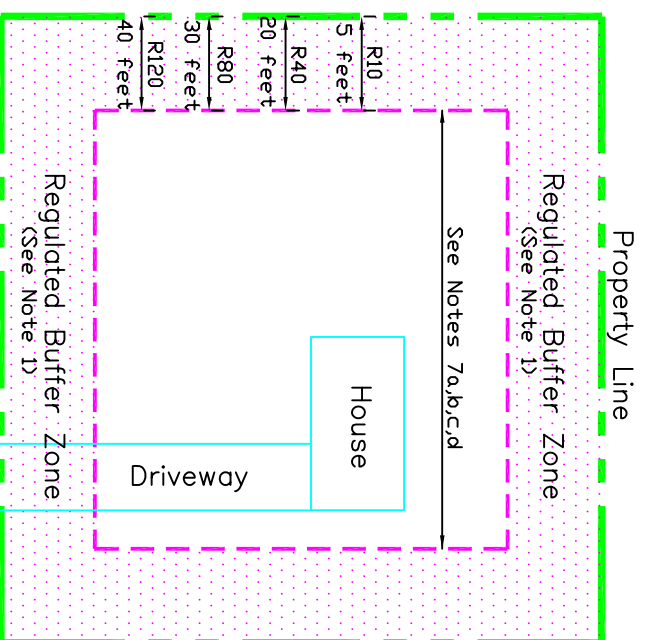 Property Line
Regulated Buffer Zone
(See Note 1)
R10
5 feet
R40
20 feet
R80
30 feet
R120
40 feet
See Notes 7a,b,c,d
House
Driveway
Regulated Buffer Zone
(See Note 1)